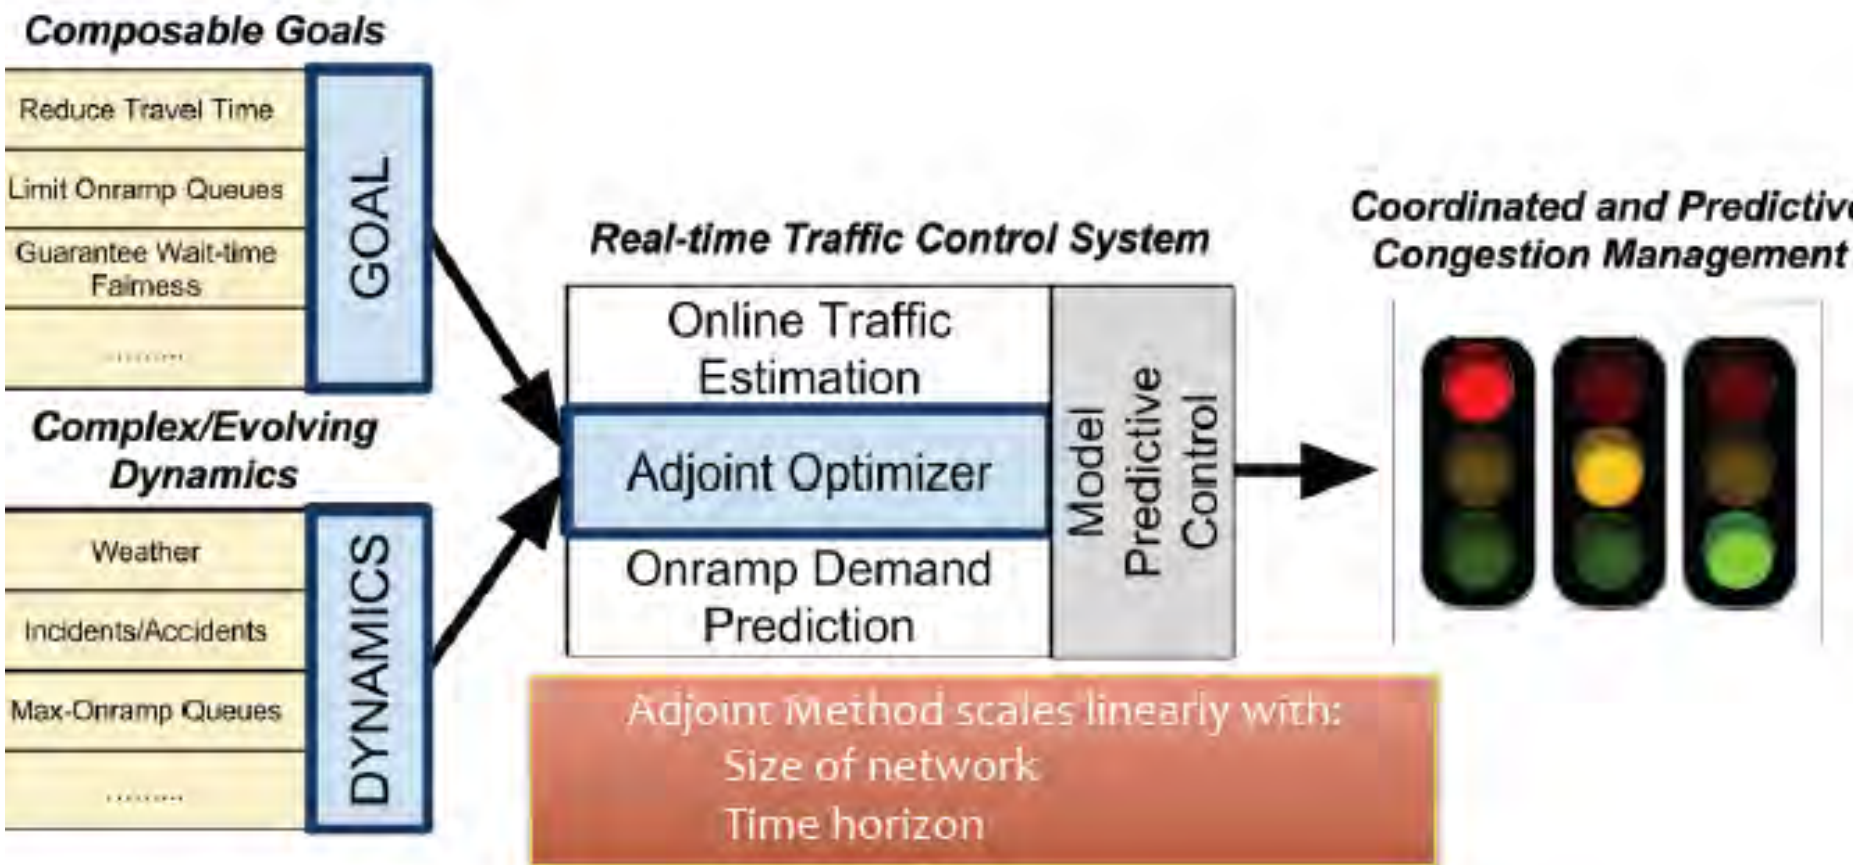 Composable Goals
Reduce Travel Time
Limit Onramp Queues
Guarantee Wait-time
Fairness
.........
GOAL
Complex/Evolving
Dynamics
Weather
Incidents/Accidents
Max-Onramp Queues
.........
DYNAMICS
Real-time Traffic Control System
Online Traffic
Estimation
Adjoint Optimizer
Onramp Demand
Prediction
Model
Predictive
Control
Adjoint Method scales linearly with:
Size of network
Time horizon
Coordinated and Predictive
Congestion Management